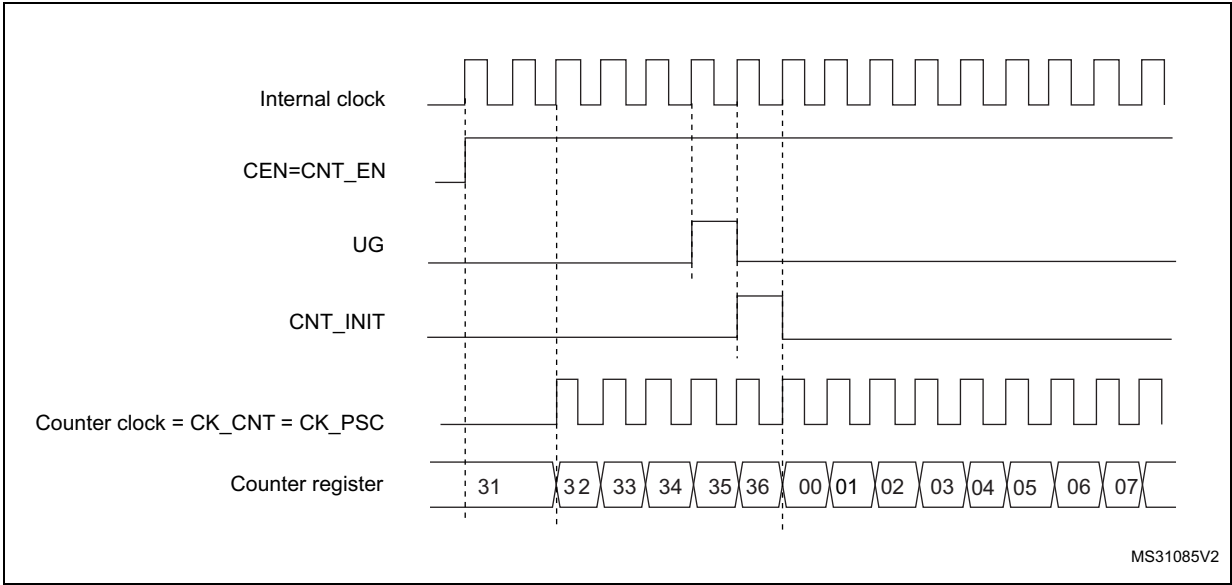 Internal clock
CEN=CNT_EN
UG
CNT_INIT
Counter clock = CK_CNT = CK_PSC
Counter register 31 32 33 34 35 36 00 01 02 03 04 05 06 07
MS31085V2